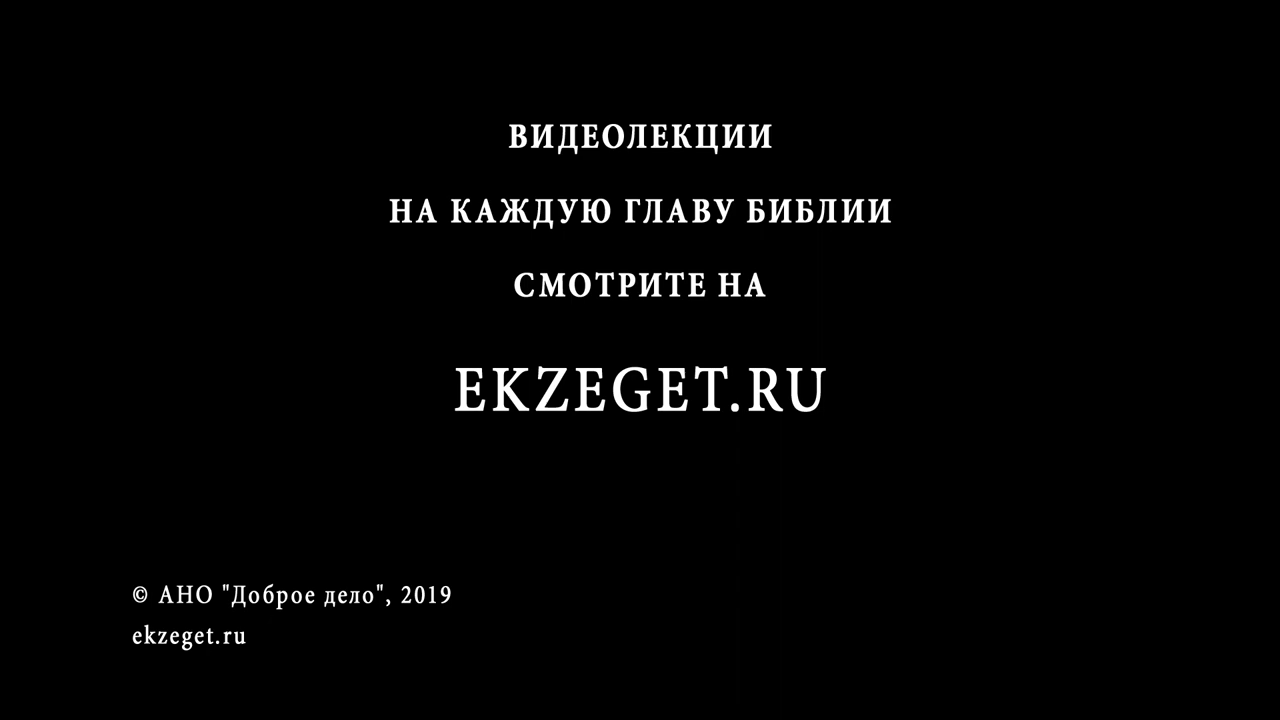 ВИДЕОЛЕКЦИИ
НА КАЖДУЮ ГЛАВУ БИБЛИИ
СМОТРИТЕ НА
EKZEGET.RU
© АНО "Доброе дело", 2019
ekzeget.ru